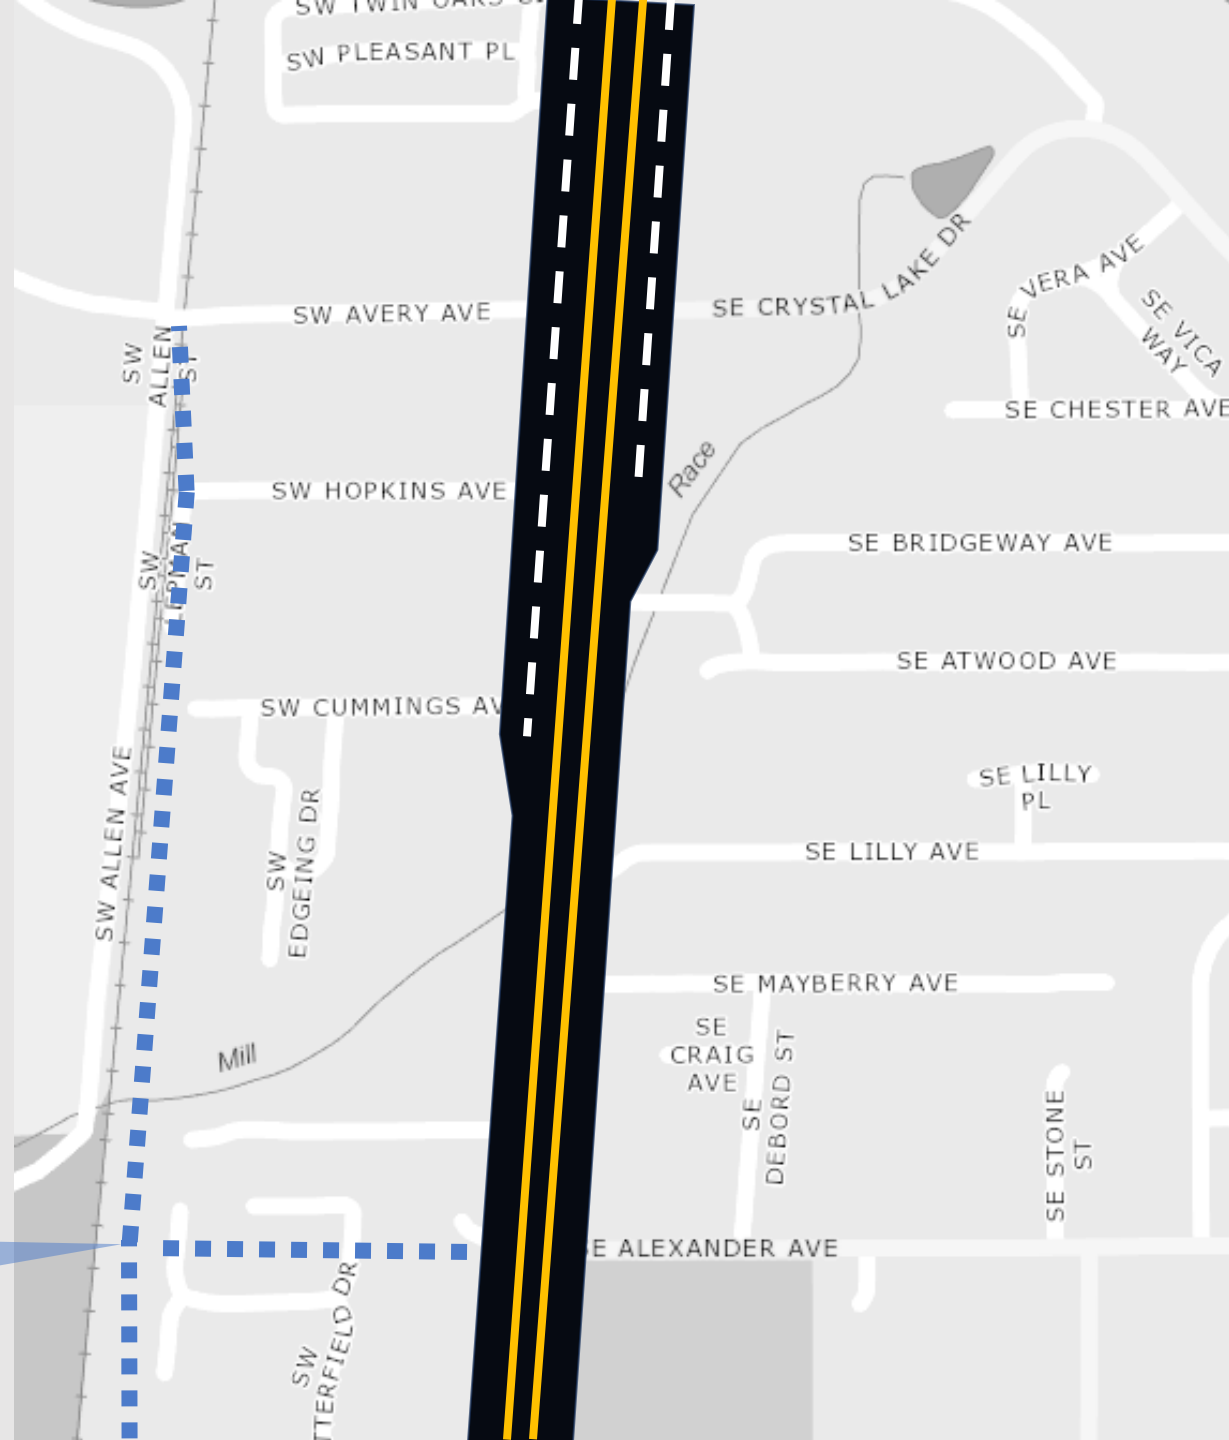 SW PLEASANT PL
SW AVERY AVE
SE CRYSTAL LAKE DR
SE VERA AVE
SE VICA
WAY
SW
ALLEN
ST
SE CHESTER AVE
Race
SW HOPKINS AVE
SE BRIDGEWAY AVE
SW
ST
SE ATWOOD AVE
SW CUMMINGS AV
SE LILLY
PL
SW ALLEN AVE
SW
EDGEING DR
SE LILLY AVE
SE MAYBERRY AVE
SE
CRAIG
AVE
Mill
SE
DEBORD ST
SE STONE
ST
SE ALEXANDER AVE
SW
TTERFIELD DR